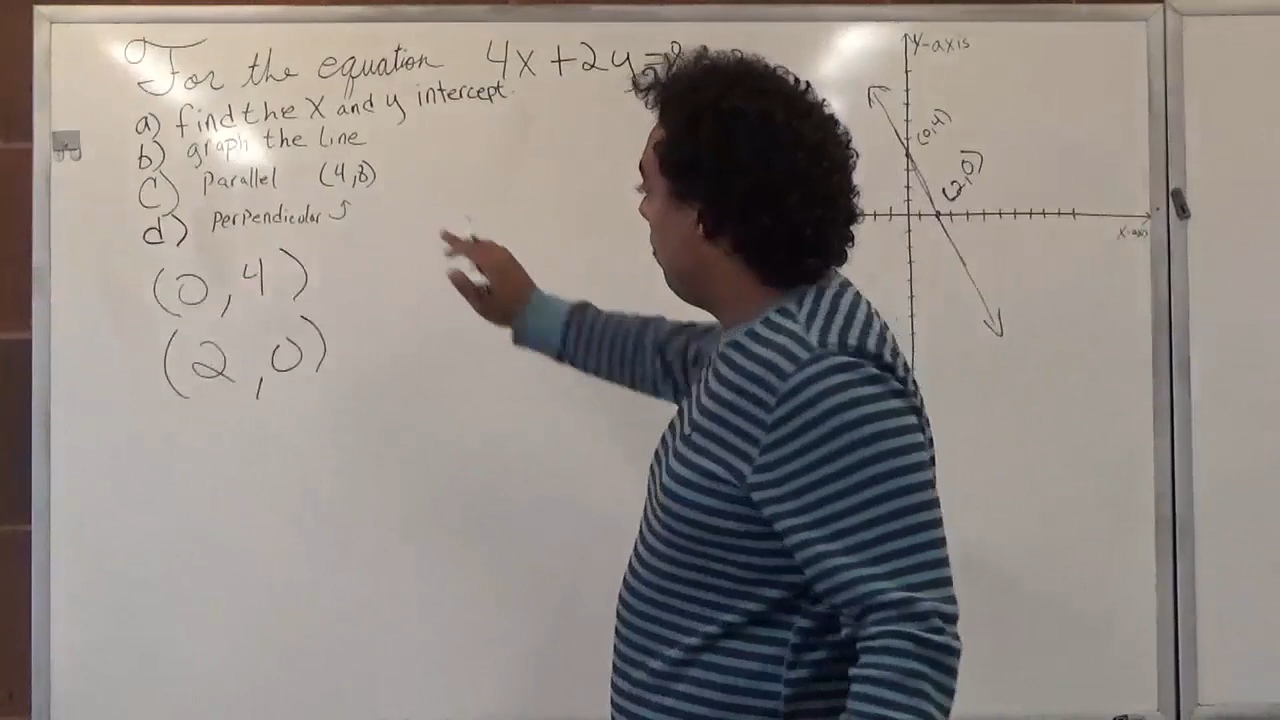 For the equation 4x+2y=8
a) find the x and y intercept.
b) graph the line
c) parallel (4,8)
d) perpendicular
(0,4)
(2,0)
y-axis
(0,4)
(2,0)
x-axis